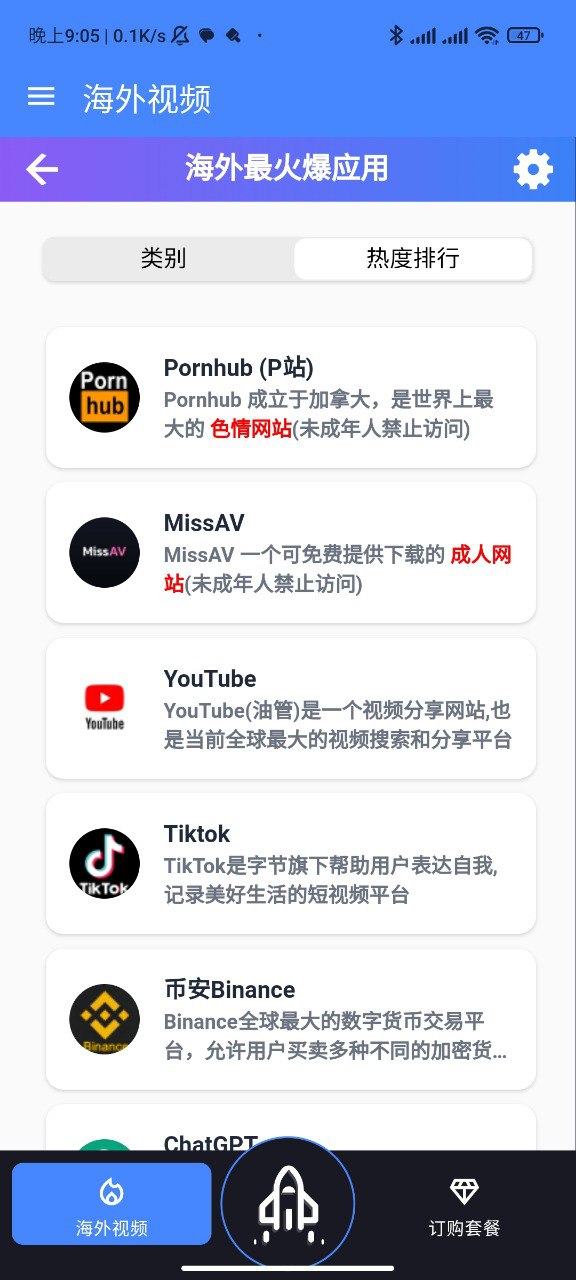 晚上9:05 | 0.1K/s
47
海外视频
海外最火爆应用
类别
热度排行
Porn
hub
Pornhub (P站)
Pornhub 成立于加拿大，是世界上最
大的 色情网站(未成年人禁止访问)
MissAV
MissAV
MissAV 一个可免费提供下载的 成人网
站(未成年人禁止访问)
YouTube
YouTube
YouTube(油管)是一个视频分享网站,也
是当前全球最大的视频搜索和分享平台
TikTok
Tiktok
TikTok是字节旗下帮助用户表达自我,
记录美好生活的短视频平台
Binance
币安Binance
Binance全球最大的数字货币交易平
台，允许用户买卖多种不同的加密货...
ChatGPT
海外视频
订购套餐